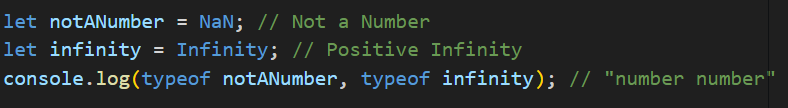 let notANumber = NaN; // Not a Number
let infinity = Infinity; // Positive Infinity
console.log(typeof notANumber, typeof infinity); // "number number"